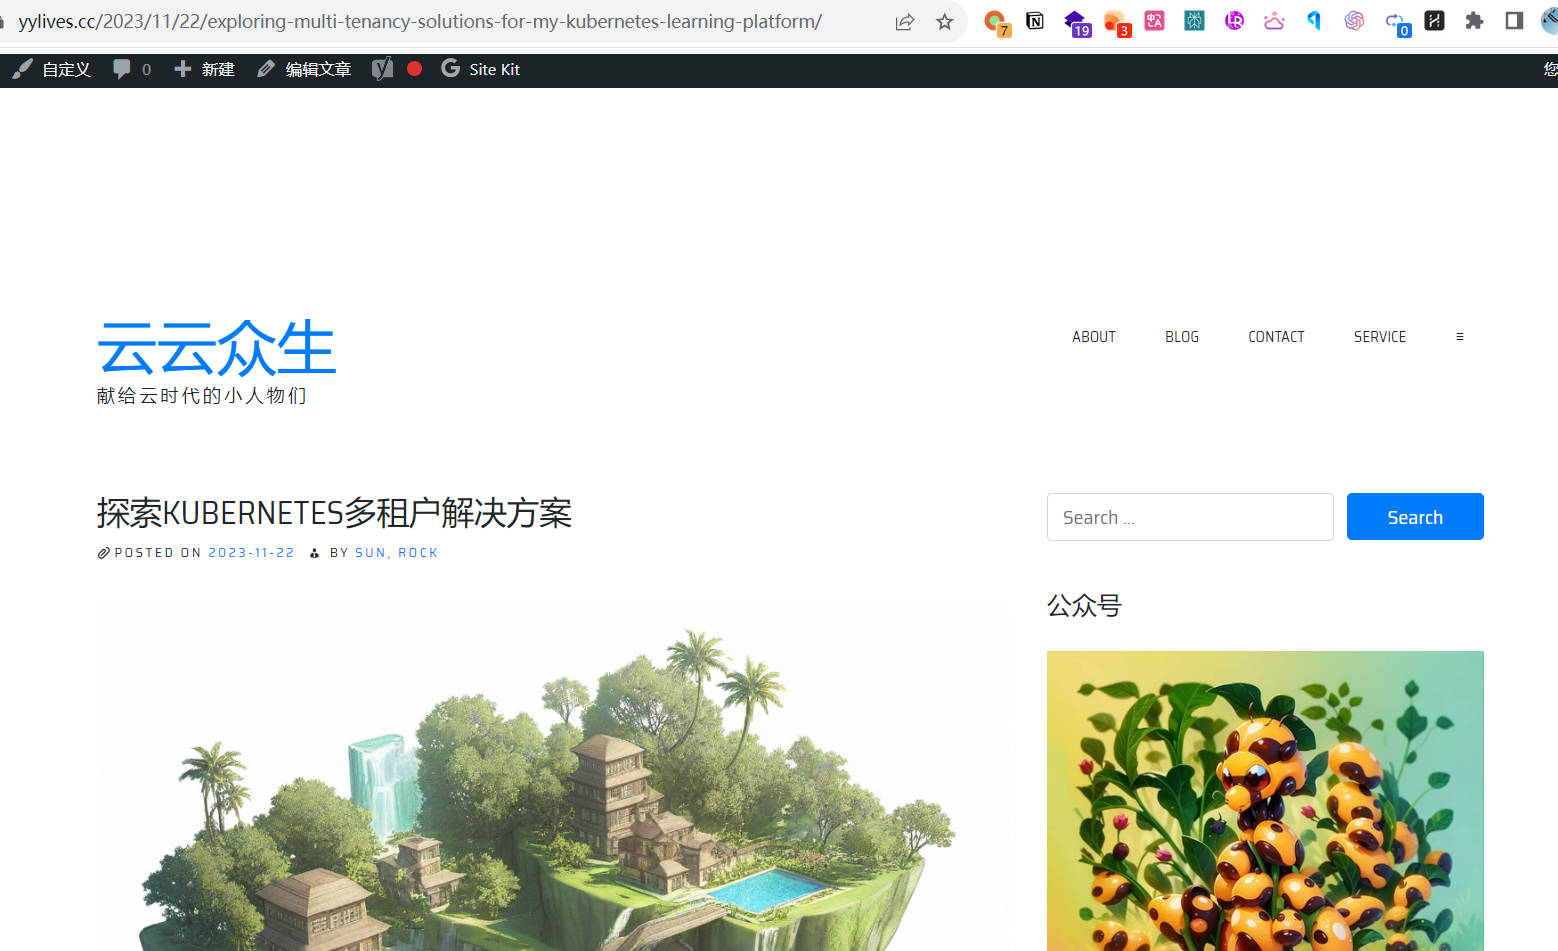 yylives.cc/2023/11/22/exploring-multi-tenancy-solutions-for-my-kubernetes-learning-platform/
7
19
3
0
自定义 0 新建 编辑文章 Site Kit 您
云云众生
献给云时代的小人物们
ABOUT BLOG CONTACT SERVICE
探索KUBERNETES多租户解决方案
POSTED ON 2023-11-22 BY SUN, ROCK
Search ...
Search
公众号